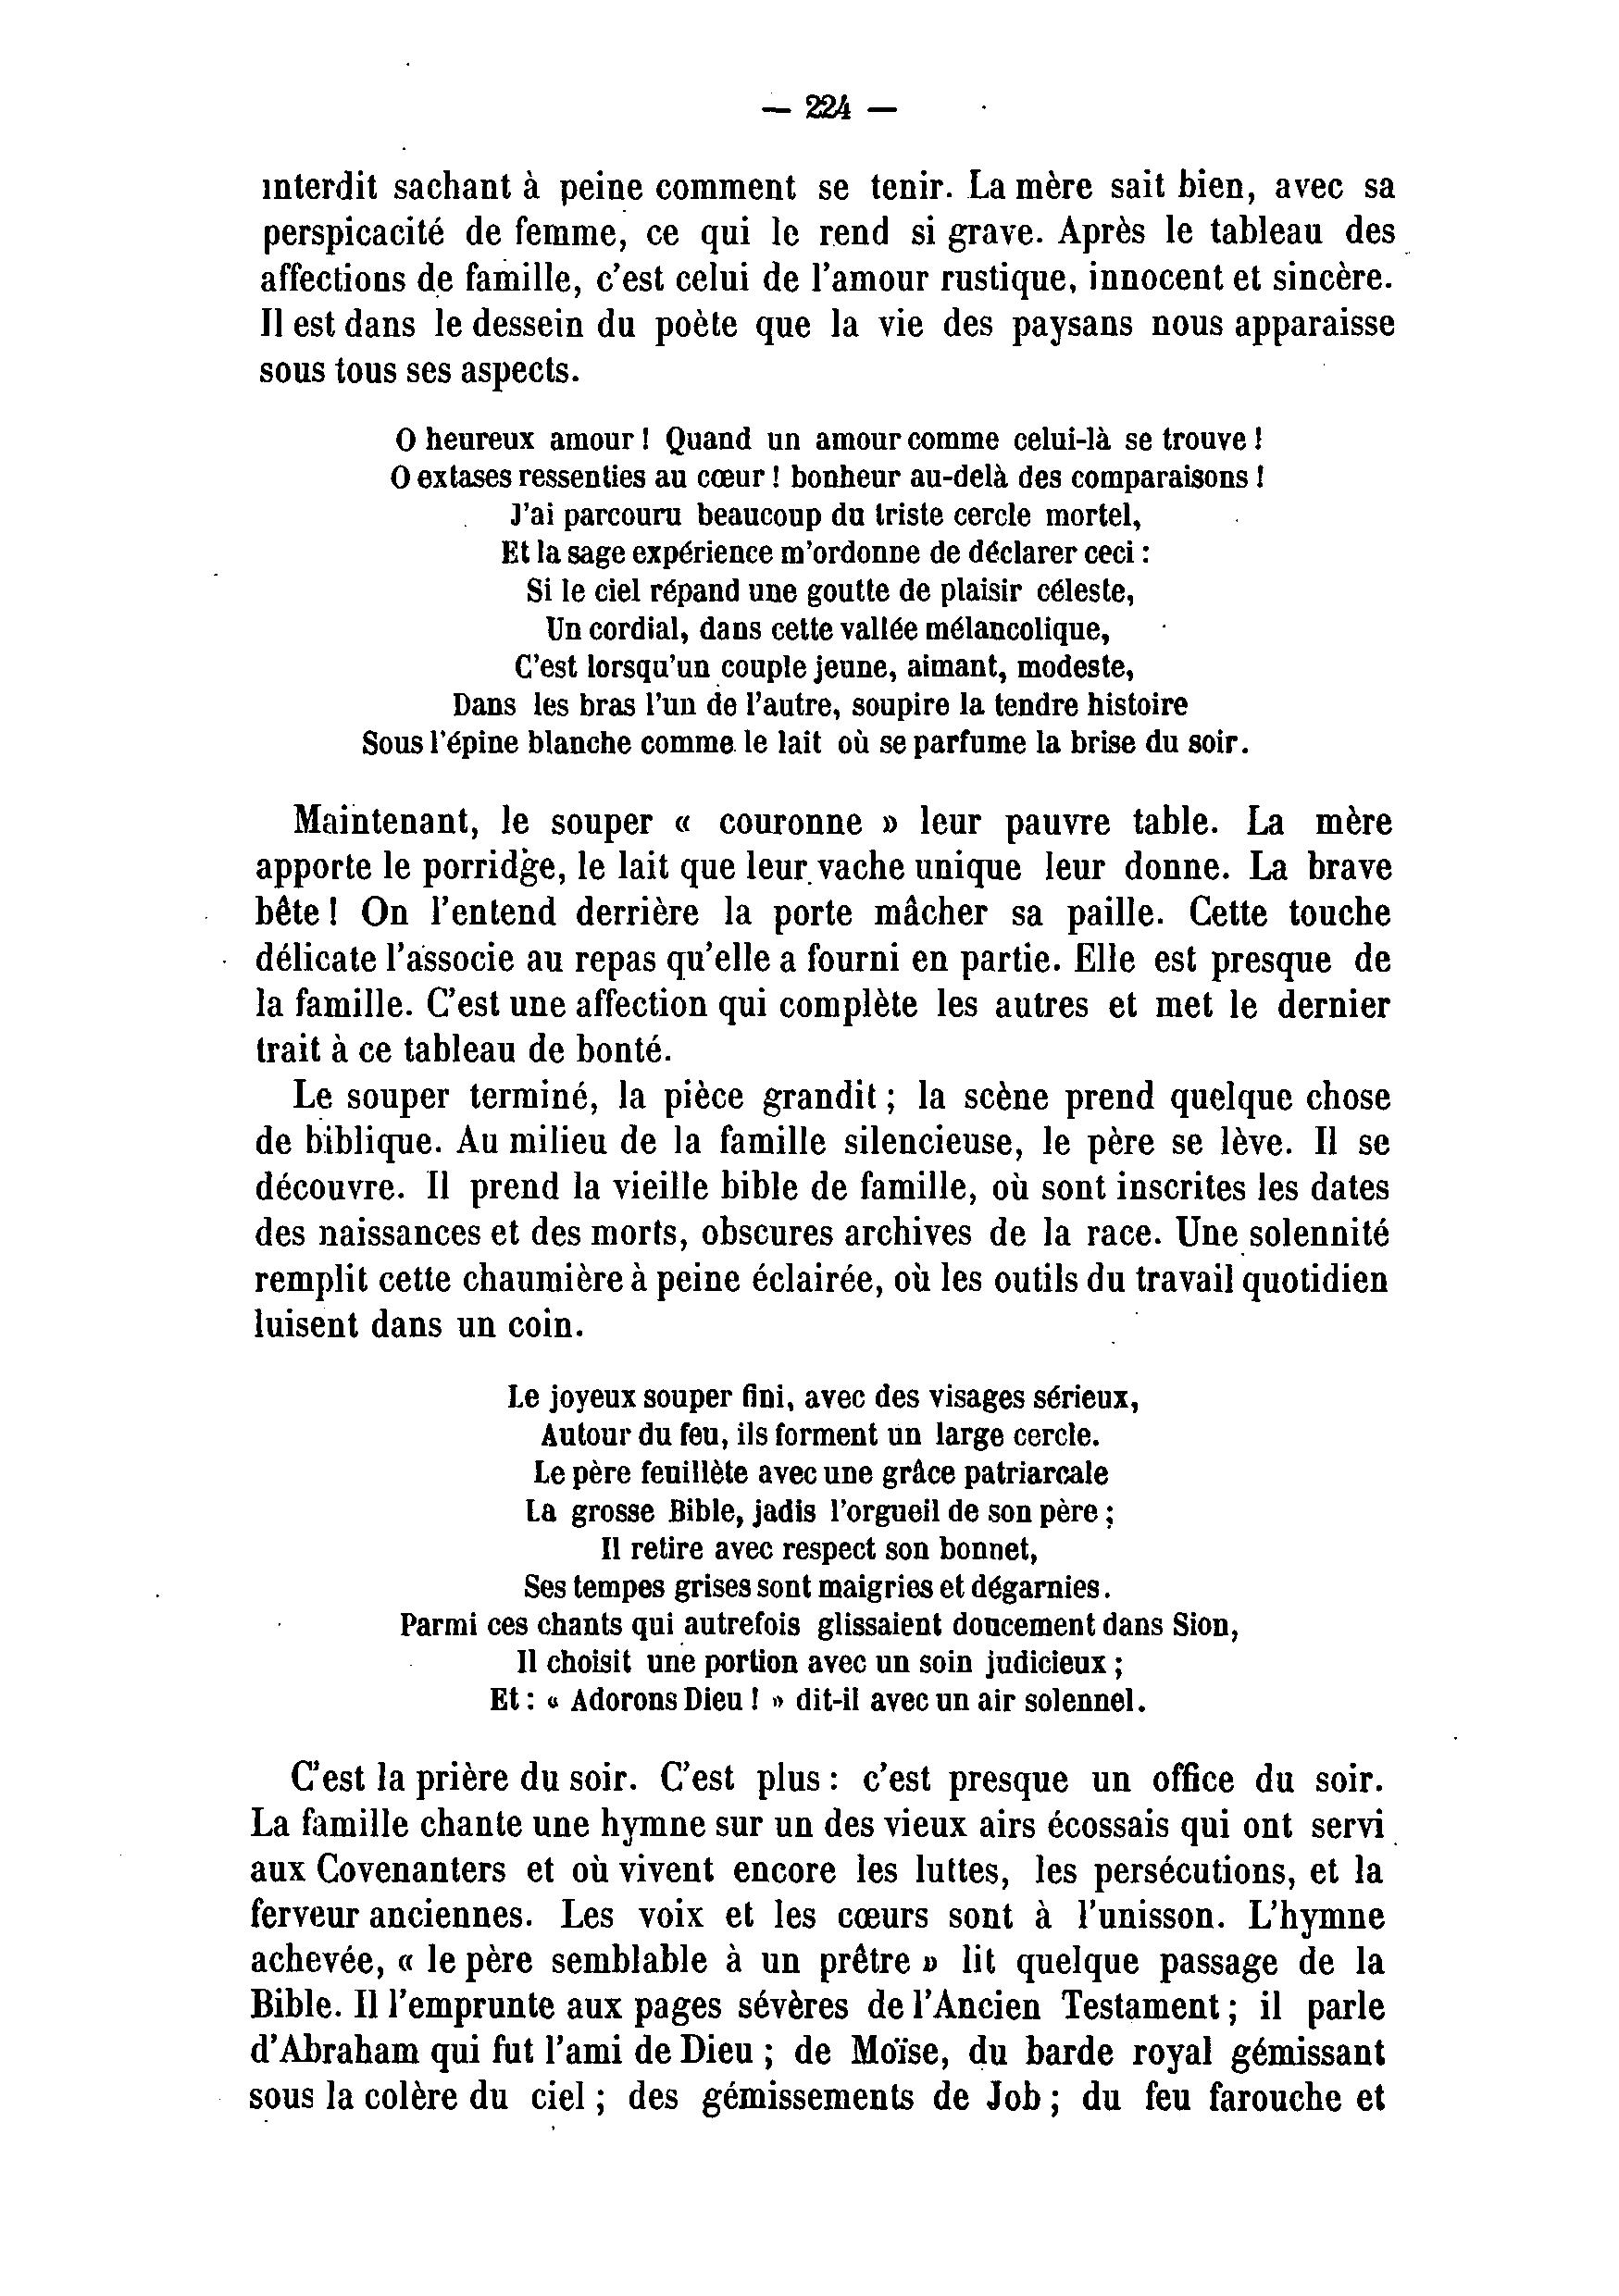 — 224 —
interdit sachant à peine comment se tenir. La mère sait bien, avec sa
perspicacité de femme, ce qui le rend si grave. Après le tableau des
affections de famille, c'est celui de l'amour rustique, innocent et sincère.
Il est dans le dessein du poète que la vie des paysans nous apparaisse
sous tous ses aspects.
O heureux amour ! Quand un amour comme celui-là se trouve !
O extases ressenties au cœur ! bonheur au-delà des comparaisons !
J'ai parcouru beaucoup du triste cercle mortel,
Et la sage expérience m'ordonne de déclarer ceci :
Si le ciel répand une goutte de plaisir céleste,
Un cordial, dans cette vallée mélancolique,
C'est lorsqu'un couple jeune, aimant, modeste,
Dans les bras l'un de l'autre, soupire la tendre histoire
Sous l'épine blanche comme le lait où se parfume la brise du soir.
Maintenant, le souper « couronne » leur pauvre table. La mère
apporte le porridge, le lait que leur vache unique leur donne. La brave
bête ! On l'entend derrière la porte mâcher sa paille. Cette touche
délicate l'associe au repas qu'elle a fourni en partie. Elle est presque de
la famille. C'est une affection qui complète les autres et met le dernier
trait à ce tableau de bonté.
Le souper terminé, la pièce grandit ; la scène prend quelque chose
de biblique. Au milieu de la famille silencieuse, le père se lève. Il se
découvre. Il prend la vieille bible de famille, où sont inscrites les dates
des naissances et des morts, obscures archives de la race. Une solennité
remplit cette chaumière à peine éclairée, où les outils du travail quotidien
luisent dans un coin.
Le joyeux souper fini, avec des visages sérieux,
Autour du feu, ils forment un large cercle.
Le père feuillète avec une grâce patriarcale
La grosse Bible, jadis l'orgueil de son père ;
Il retire avec respect son bonnet,
Ses tempes grises sont maigries et dégarnies.
Parmi ces chants qui autrefois glissaient doucement dans Sion,
Il choisit une portion avec un soin judicieux ;
Et : « Adorons Dieu ! » dit-il avec un air solennel.
C'est la prière du soir. C'est plus : c'est presque un office du soir.
La famille chante une hymne sur un des vieux airs écossais qui ont servi
aux Covenanters et où vivent encore les luttes, les persécutions, et la
ferveur anciennes. Les voix et les cœurs sont à l'unisson. L'hymne
achevée, « le père semblable à un prêtre » lit quelque passage de la
Bible. Il l'emprunte aux pages sévères de l'Ancien Testament ; il parle
d'Abraham qui fut l'ami de Dieu ; de Moïse, du barde royal gémissant
sous la colère du ciel ; des gémissements de Job ; du feu farouche et